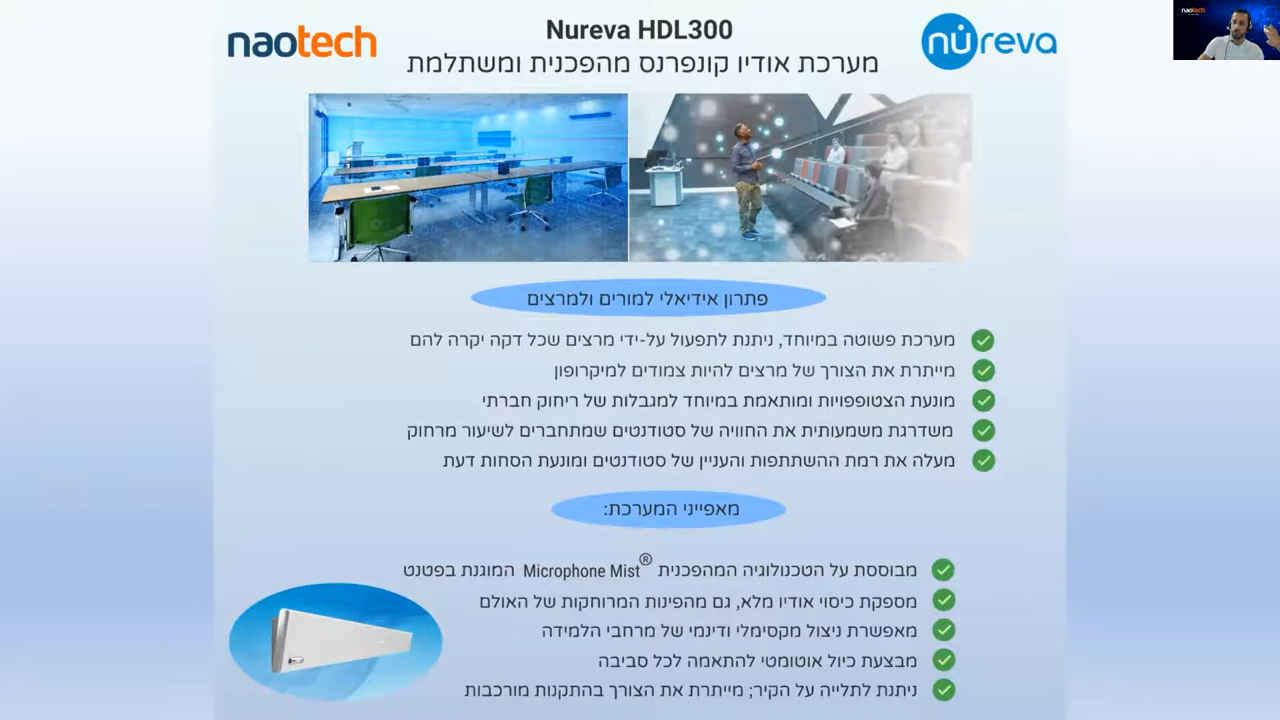 naotech
Nureva HDL300
nureva
naotech
מערכת אודיו קונפרנס מהפכנית ומשתלמת
פתרון אידיאלי למורים ולמרצים
מערכת פשוטה במיוחד, ניתנת לתפעול על-ידי מרצים שכל דקה יקרה להם
מייתרת את הצורך של מרצים להיות צמודים למיקרופון
מונעת הצטופפויות ומותאמת במיוחד למגבלות של ריחוק חברתי
משדרגת משמעותית את החוויה של סטודנטים שמתחברים לשיעור מרחוק
מעלה את רמת ההשתתפות והעניין של סטודנטים ומונעת הסחות דעת
מאפייני המערכת:
מבוססת על הטכנולוגיה המהפכנית Microphone Mist® המוגנת בפטנט
מספקת כיסוי אודיו מלא, גם מהפינות המרוחקות של האולם
מאפשרת ניצול מקסימלי ודינמי של מרחבי הלמידה
מבצעת כיול אוטומטי להתאמה לכל סביבה
ניתנת לתלייה על הקיר; מייתרת את הצורך בהתקנות מורכבות